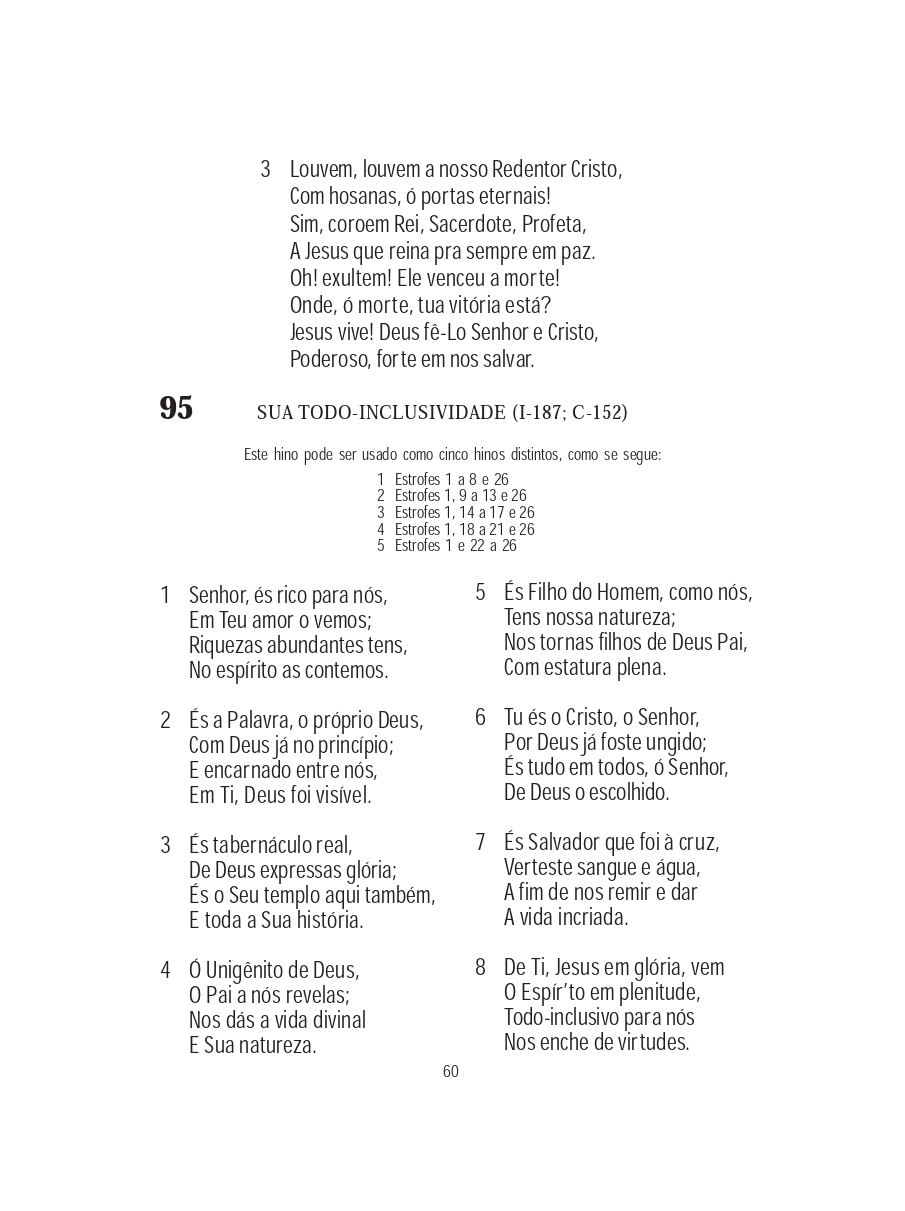 3 Louvem, louvem a nosso Redentor Cristo,
Com hosanas, ó portas eternais!
Sim, coroem Rei, Sacerdote, Profeta,
A Jesus que reina pra sempre em paz.
Oh! exultem! Ele venceu a morte!
Onde, ó morte, tua vitória está?
Jesus vive! Deus fê-Lo Senhor e Cristo,
Poderoso, forte em nos salvar.
95 SUA TODO-INCLUSIVIDADE (I-187; C-152)
Este hino pode ser usado como cinco hinos distintos, como se segue:
1 Estrofes 1 a 8 e 26
2 Estrofes 1, 9 a 13 e 26
3 Estrofes 1, 14 a 17 e 26
4 Estrofes 1, 18 a 21 e 26
5 Estrofes 1 e 22 a 26
1 Senhor, és rico para nós,
Em Teu amor o vemos;
Riquezas abundantes tens,
No espírito as contemos.
2 És a Palavra, o próprio Deus,
Com Deus já no princípio;
E encarnado entre nós,
Em Ti, Deus foi visível.
3 És tabernáculo real,
De Deus expressas glória;
És o Seu templo aqui também,
E toda a Sua história.
4 Ó Unigênito de Deus,
O Pai a nós revelas;
Nos dás a vida divinal
E Sua natureza.
5 És Filho do Homem, como nós,
Tens nossa natureza;
Nos tornas filhos de Deus Pai,
Com estatura plena.
6 Tu és o Cristo, o Senhor,
Por Deus já foste ungido;
És tudo em todos, ó Senhor,
De Deus o escolhido.
7 És Salvador que foi à cruz,
Verteste sangue e água,
A fim de nos remir e dar
A vida incriada.
8 De Ti, Jesus em glória, vem
O Espír’to em plenitude,
Todo-inclusivo para nós
Nos enche de virtudes.
60